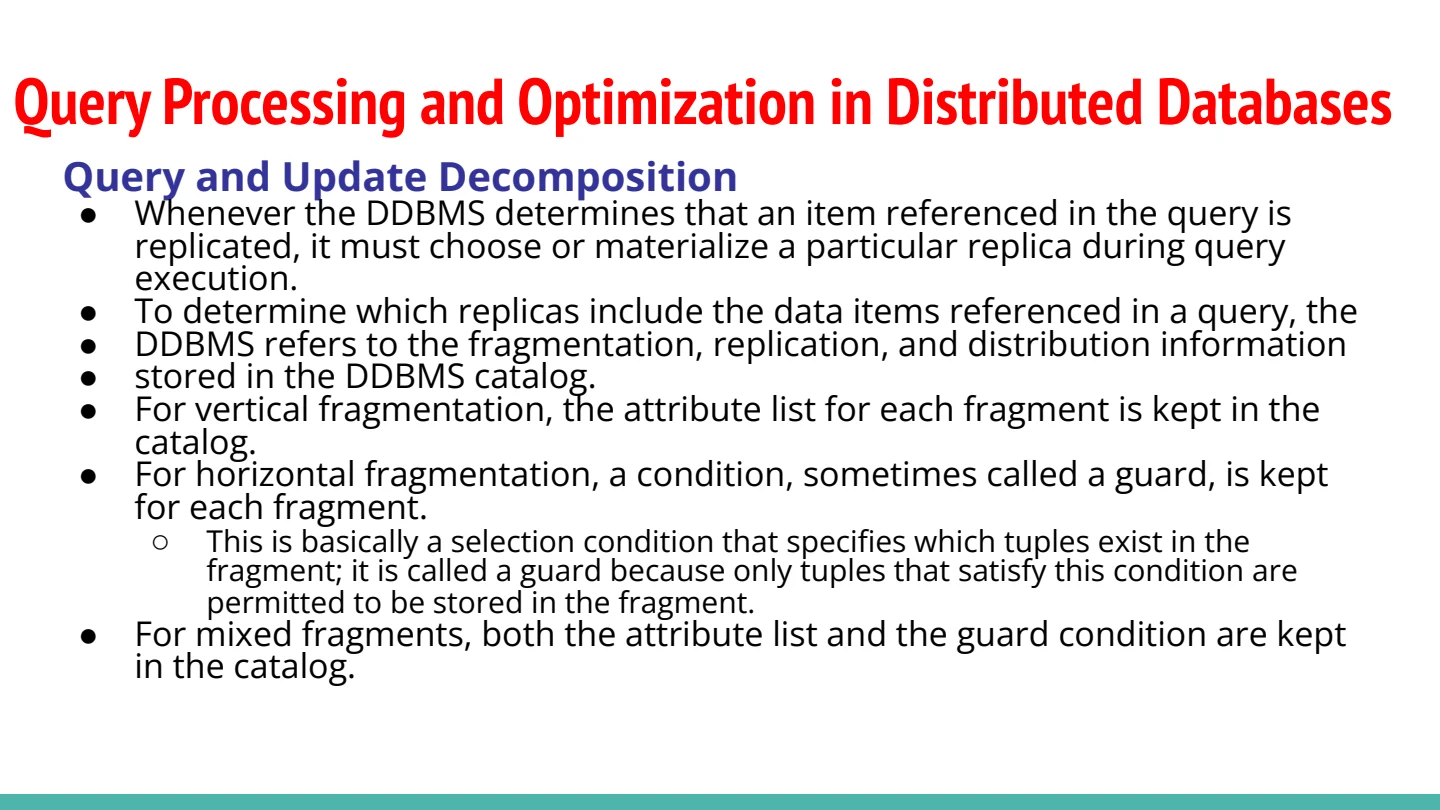 Query Processing and Optimization in Distributed Databases
Query and Update Decomposition
● Whenever the DDBMS determines that an item referenced in the query is
replicated, it must choose or materialize a particular replica during query
execution.
● To determine which replicas include the data items referenced in a query, the
● DDBMS refers to the fragmentation, replication, and distribution information
● stored in the DDBMS catalog.
● For vertical fragmentation, the attribute list for each fragment is kept in the
catalog.
● For horizontal fragmentation, a condition, sometimes called a guard, is kept
for each fragment.
○ This is basically a selection condition that specifies which tuples exist in the
fragment; it is called a guard because only tuples that satisfy this condition are
permitted to be stored in the fragment.
● For mixed fragments, both the attribute list and the guard condition are kept
in the catalog.